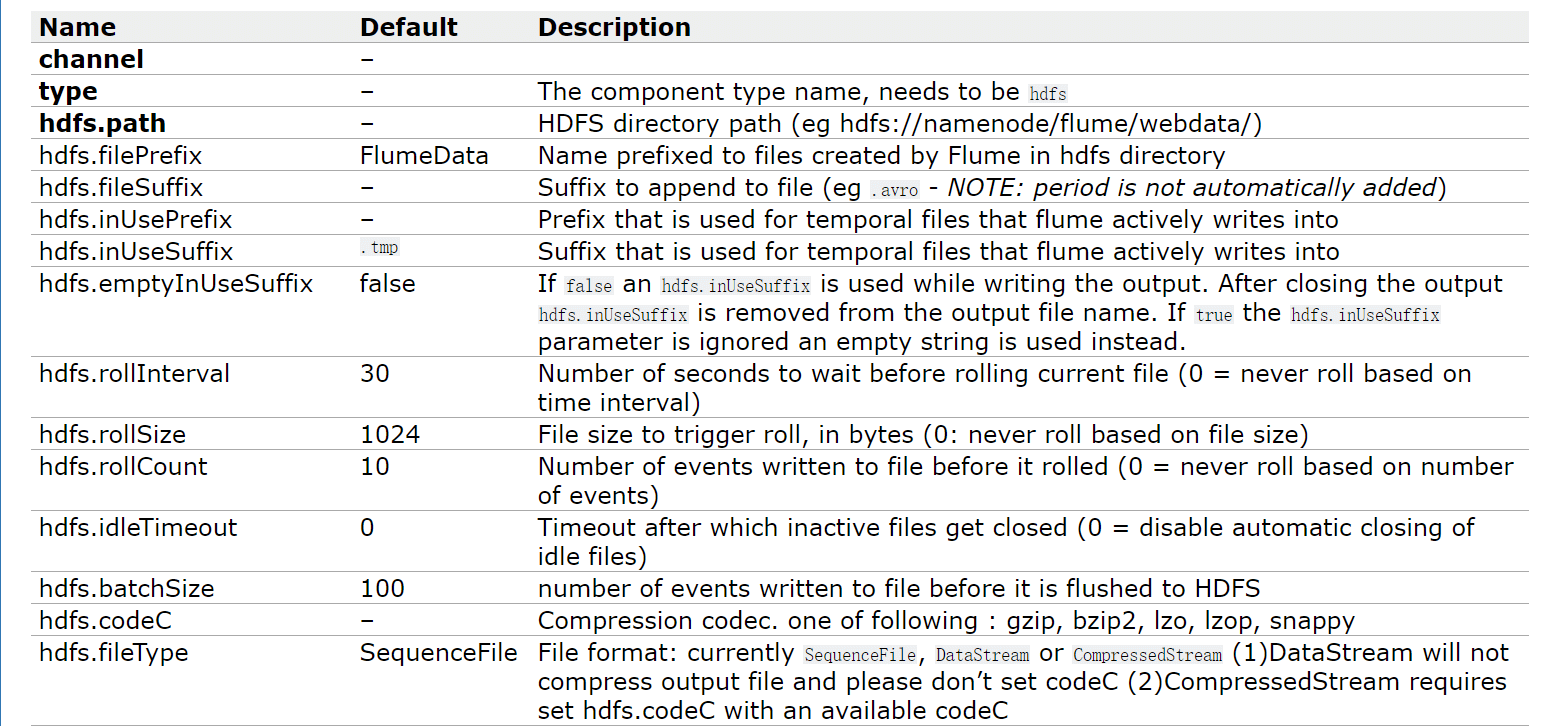 Name Default Description
channel –
type – The component type name, needs to be hdfs
hdfs.path – HDFS directory path (eg hdfs://namenode/flume/webdata/)
hdfs.filePrefix FlumeData Name prefixed to files created by Flume in hdfs directory
hdfs.fileSuffix – Suffix to append to file (eg .avro - NOTE: period is not automatically added)
hdfs.inUsePrefix – Prefix that is used for temporal files that flume actively writes into
hdfs.inUseSuffix .tmp Suffix that is used for temporal files that flume actively writes into
hdfs.emptyInUseSuffix false If false an hdfs.inUseSuffix is used while writing the output. After closing the output
hdfs.inUseSuffix is removed from the output file name. If true the hdfs.inUseSuffix
parameter is ignored an empty string is used instead.
hdfs.rollInterval 30 Number of seconds to wait before rolling current file (0 = never roll based on
time interval)
hdfs.rollSize 1024 File size to trigger roll, in bytes (0: never roll based on file size)
hdfs.rollCount 10 Number of events written to file before it rolled (0 = never roll based on number
of events)
hdfs.idleTimeout 0 Timeout after which inactive files get closed (0 = disable automatic closing of
idle files)
hdfs.batchSize 100 number of events written to file before it is flushed to HDFS
hdfs.codeC – Compression codec. one of following : gzip, bzip2, lzo, lzop, snappy
hdfs.fileType SequenceFile File format: currently SequenceFile, DataStream or CompressedStream (1)DataStream will not
compress output file and please don’t set codeC (2)CompressedStream requires
set hdfs.codeC with an available codeC